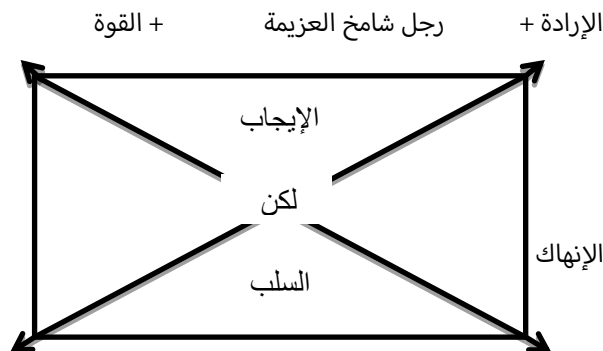 الإرادة + رجل شامخ العزيمة + القوة
الإيجاب
لكن
الإنهاك
السلب